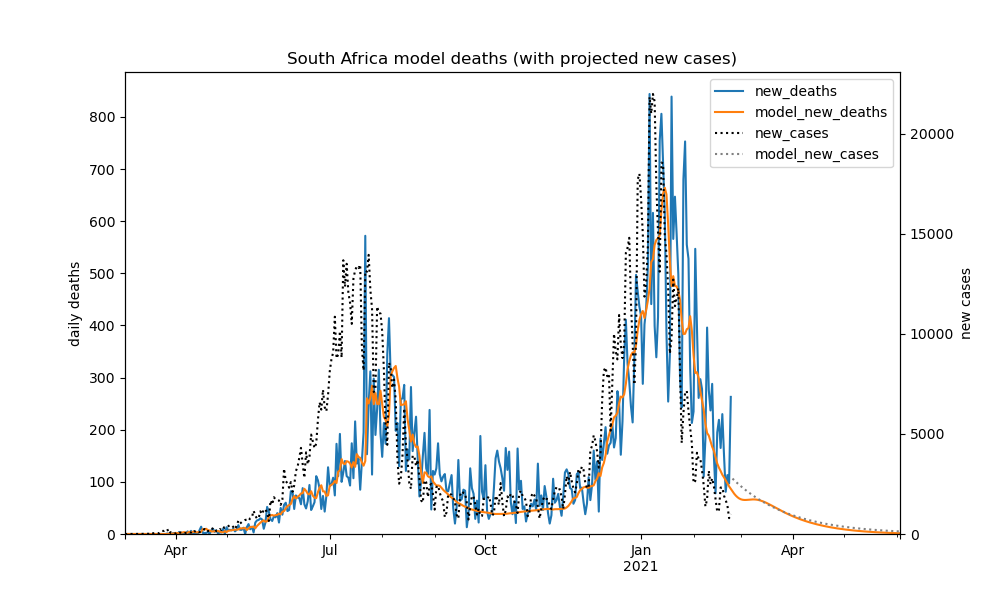 South Africa model deaths (with projected new cases)
new_deaths
model_new_deaths
new_cases
model_new_cases
daily deaths
800
700
600
500
400
300
200
100
0
20000
15000
10000
5000
0
new cases
Apr
Jul
Oct
Jan
2021
Apr